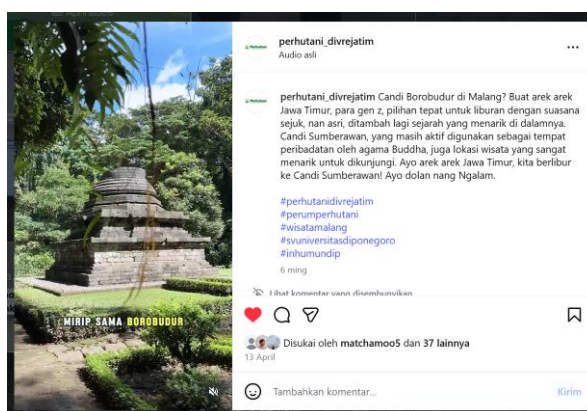 perhutani_divrejatim
Audio asli
perhutani_divrejatim Candi Borobudur di Malang? Buat arek arek
Jawa Timur, para gen z, pilihan tepat untuk liburan dengan suasana
sejuk, nan asri, ditambah lagi sejarah yang menarik di dalamnya.
Candi Sumberawan, yang masih aktif digunakan sebagai tempat
peribadatan oleh agama Buddha, juga lokasi wisata yang sangat
menarik untuk dikunjungi. Ayo arek arek Jawa Timur, kita berlibur
ke Candi Sumberawan! Ayo dolan nang Ngalam.
#perhutanidivrejatim
#perumperhutani
#wisatamalang
#svuniversitasdiponegoro
#inhumundip
6 ming
Lihat komentar yang disembunyikan
MIRIP SAMA BOROBUDUR
Disukai oleh matchamoo5 dan 37 lainnya
13 April
Tambahkan komentar...
Kirim